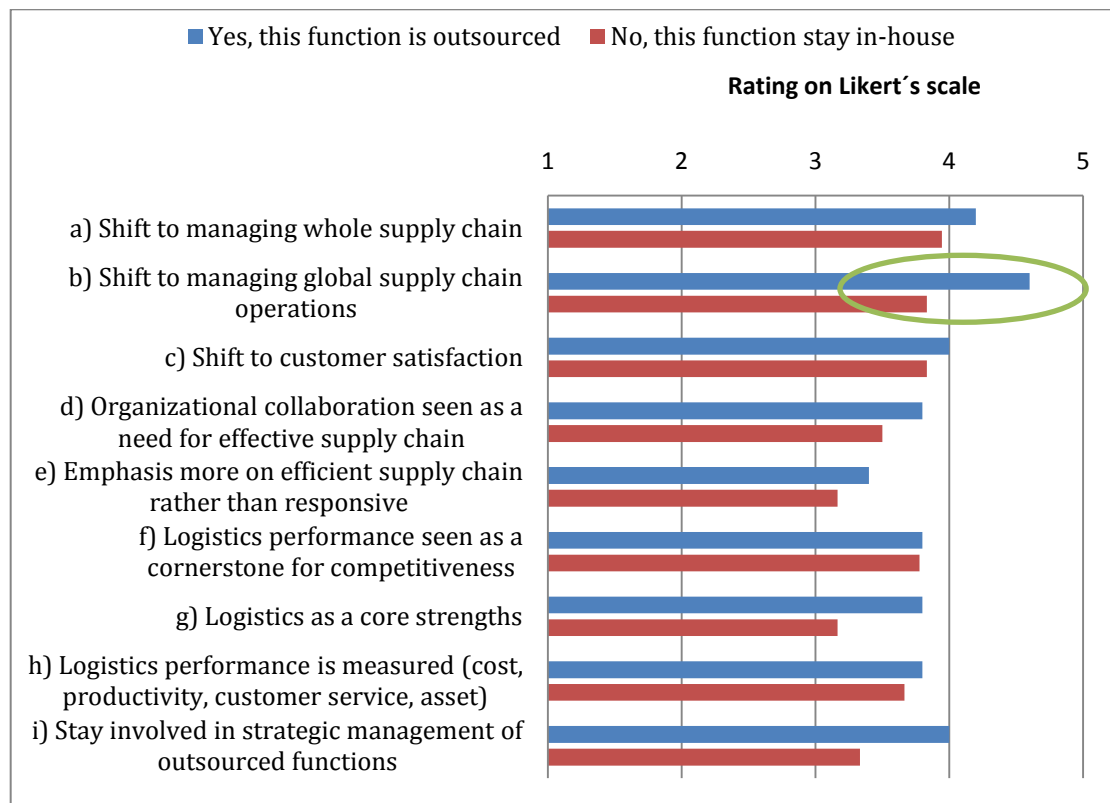 Yes, this function is outsourced No, this function stay in-house
Rating on Likert´s scale
1 2 3 4 5
a) Shift to managing whole supply chain
b) Shift to managing global supply chain
operations
c) Shift to customer satisfaction
d) Organizational collaboration seen as a
need for effective supply chain
e) Emphasis more on efficient supply chain
rather than responsive
f) Logistics performance seen as a
cornerstone for competitiveness
g) Logistics as a core strengths
h) Logistics performance is measured (cost,
productivity, customer service, asset)
i) Stay involved in strategic management of
outsourced functions